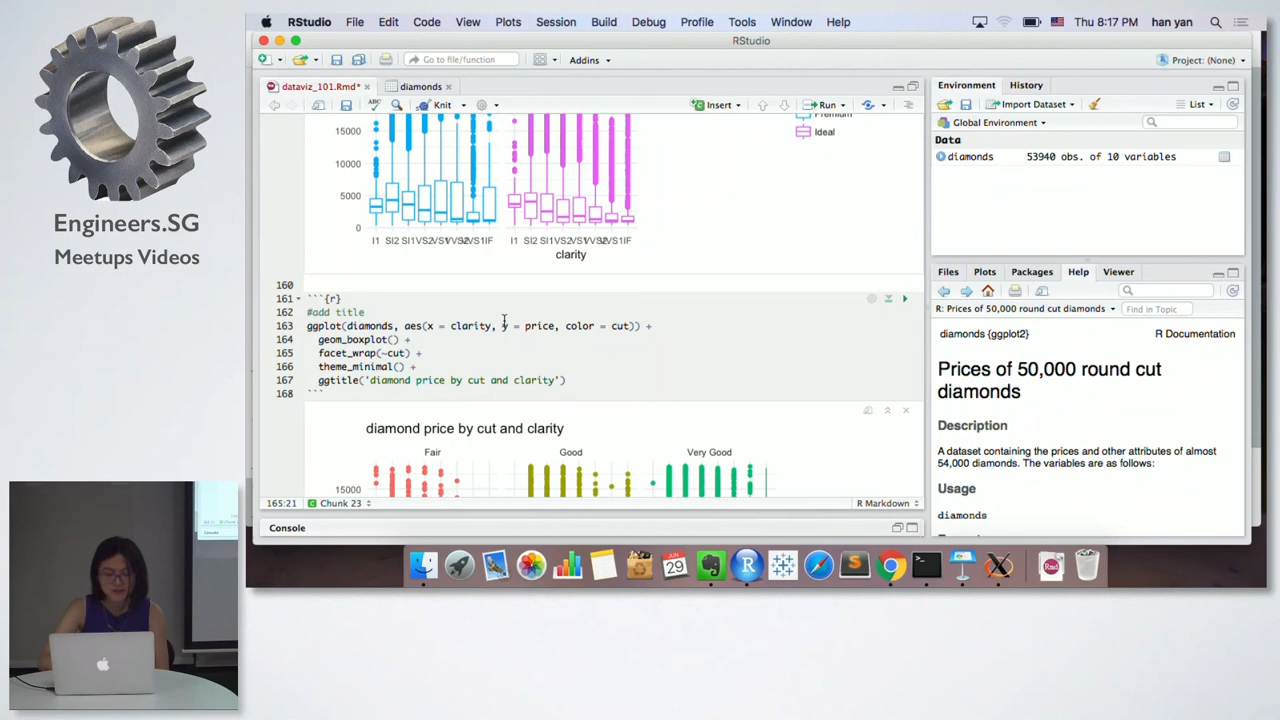 RStudio File Edit Code View Plots Session Build Debug Profile Tools Window Help Thu 8:17 PM han yan
RStudio
Go to file/function Addins Project: (None)
dataviz_101.Rmd* diamonds
ABC Knit Insert Run
15000 Premium
10000 Ideal
5000
0
I1 SI2 SI1
clarity
160
161 ```{r}
162 #add title
163 ggplot(diamonds, aes(x = clarity, y = price, color = cut)) +
164 geom_boxplot() +
165 facet_wrap(~cut) +
166 theme_minimal() +
167 ggtitle('diamond price by cut and clarity')
168 ```
diamond price by cut and clarity
Fair Good Very Good
15000
165:21 Chunk 23 R Markdown
Console
Environment History
Import Dataset List
Global Environment
Data
diamonds 53940 obs. of 10 variables
Files Plots Packages Help Viewer
R: Prices of 50,000 round cut diamonds Find in Topic
diamonds {ggplot2} R Documentation
Prices of 50,000 round cut
diamonds
Description
A dataset containing the prices and other attributes of almost
54,000 diamonds. The variables are as follows:
Usage
diamonds
JUN
29
Rmd
Engineers.SG
Meetups Videos